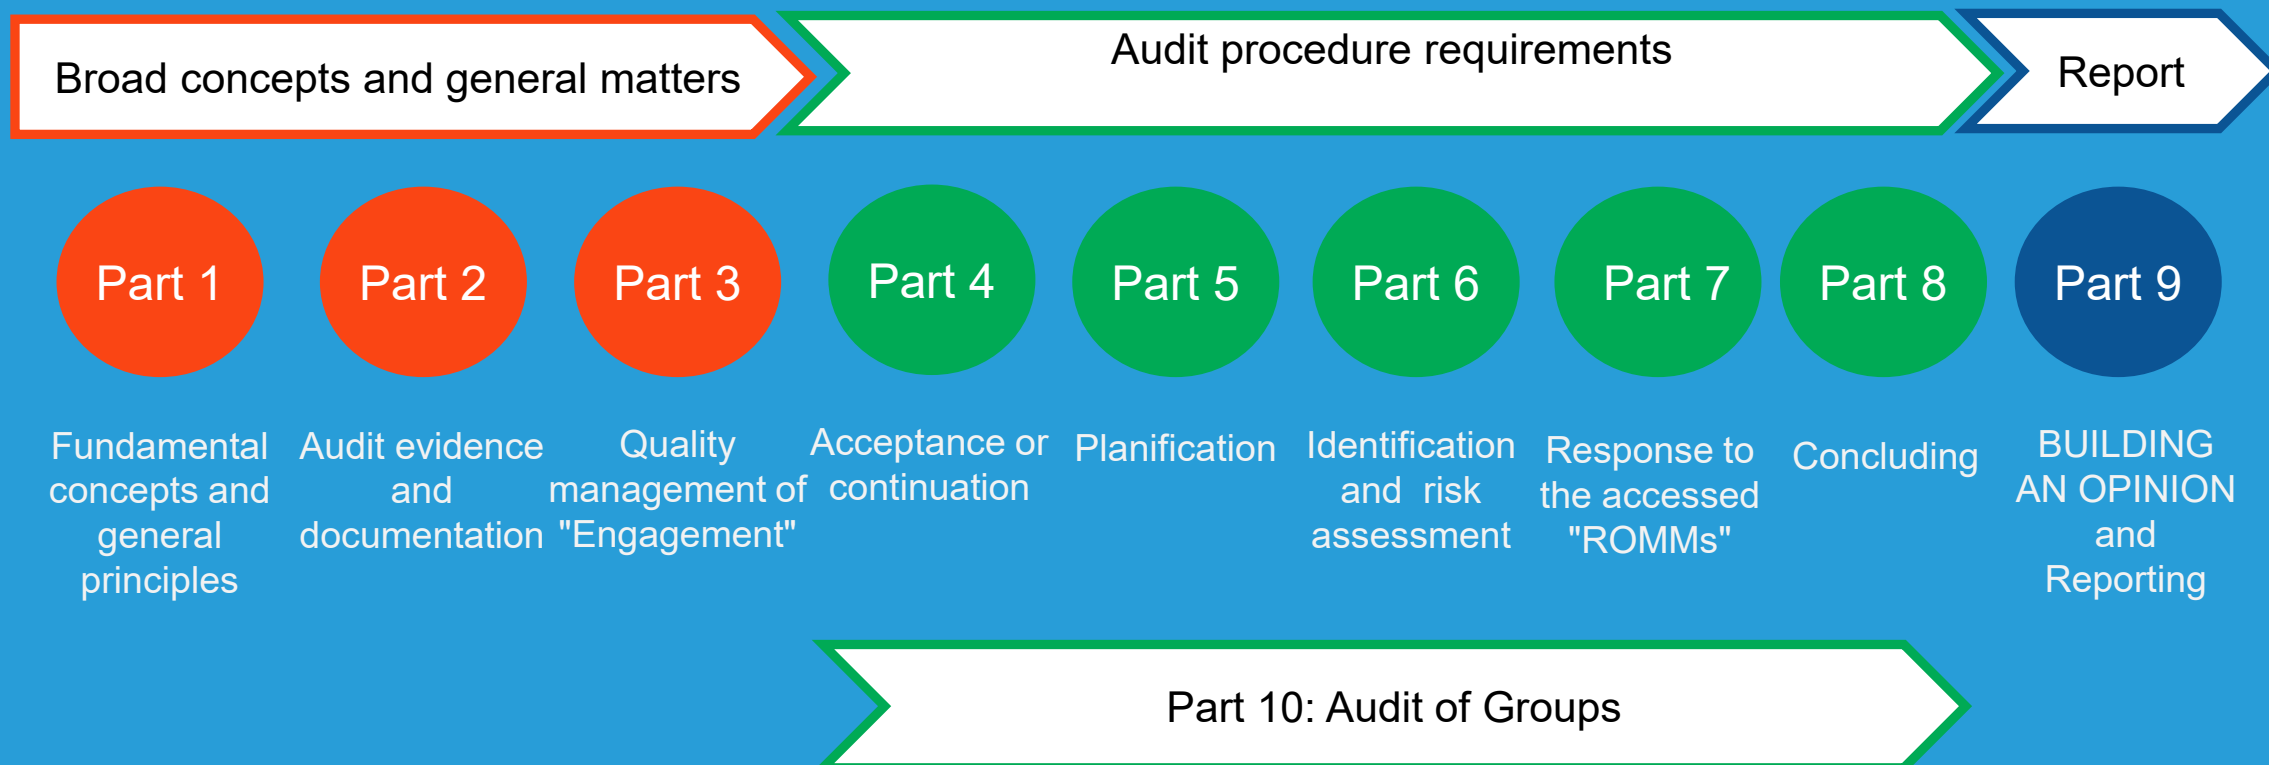 Broad concepts and general matters
Audit procedure requirements
Report
Part 1
Part 2
Part 3
Part 4
Part 5
Part 6
Part 7
Part 8
Part 9
Fundamental
concepts and
general
principles
Audit evidence
and
documentation
Quality
management of
"Engagement"
Acceptance or
continuation
Planification
Identification
and risk
assessment
Response to
the accessed
"ROMMs"
Concluding
BUILDING
AN OPINION
and
Reporting
Part 10: Audit of Groups